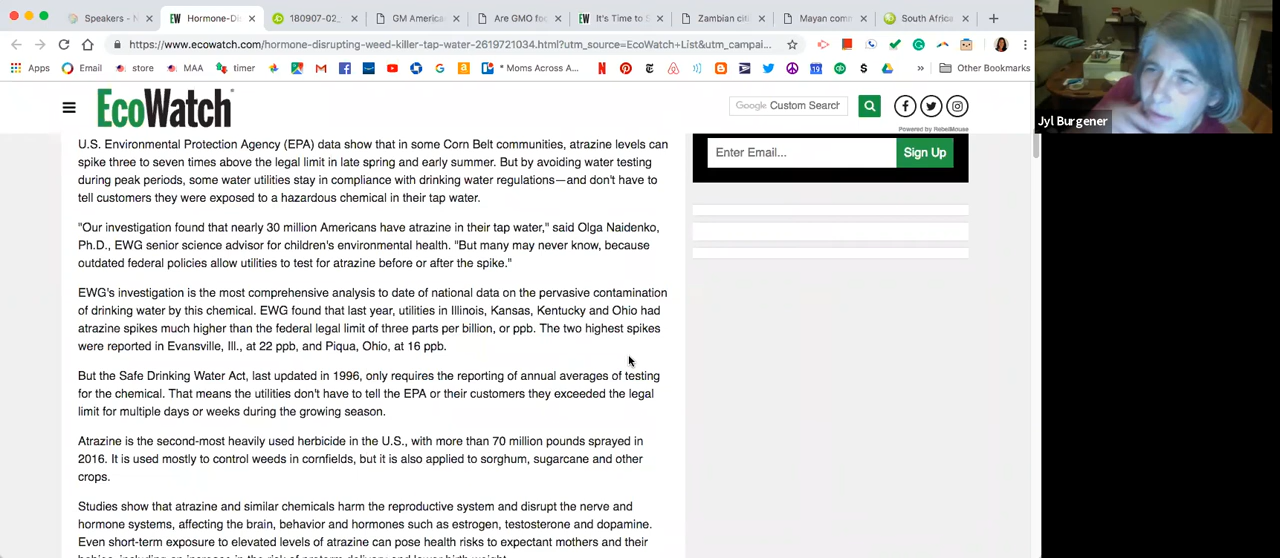 Speakers - N
Hormone-Dis
180907-02_
GM America
Are GMO fo
It's Time to S
Zambian cit
Mayan comm
South Africa
https://www.ecowatch.com/hormone-disrupting-weed-killer-tap-water-2619721034.html?utm_source=EcoWatch+List&utm_campai...
Apps Email store MAA timer * Moms Across A... » Other Bookmarks
EcoWatch
Google Custom Search
Powered by RebelMouse
Jyl Burgener
U.S. Environmental Protection Agency (EPA) data show that in some Corn Belt communities, atrazine levels can
spike three to seven times above the legal limit in late spring and early summer. But by avoiding water testing
during peak periods, some water utilities stay in compliance with drinking water regulations—and don't have to
tell customers they were exposed to a hazardous chemical in their tap water.
"Our investigation found that nearly 30 million Americans have atrazine in their tap water," said Olga Naidenko,
Ph.D., EWG senior science advisor for children's environmental health. "But many may never know, because
outdated federal policies allow utilities to test for atrazine before or after the spike."
EWG's investigation is the most comprehensive analysis to date of national data on the pervasive contamination
of drinking water by this chemical. EWG found that last year, utilities in Illinois, Kansas, Kentucky and Ohio had
atrazine spikes much higher than the federal legal limit of three parts per billion, or ppb. The two highest spikes
were reported in Evansville, Ill., at 22 ppb, and Piqua, Ohio, at 16 ppb.
But the Safe Drinking Water Act, last updated in 1996, only requires the reporting of annual averages of testing
for the chemical. That means the utilities don't have to tell the EPA or their customers they exceeded the legal
limit for multiple days or weeks during the growing season.
Atrazine is the second-most heavily used herbicide in the U.S., with more than 70 million pounds sprayed in
2016. It is used mostly to control weeds in cornfields, but it is also applied to sorghum, sugarcane and other
crops.
Studies show that atrazine and similar chemicals harm the reproductive system and disrupt the nerve and
hormone systems, affecting the brain, behavior and hormones such as estrogen, testosterone and dopamine.
Even short-term exposure to elevated levels of atrazine can pose health risks to expectant mothers and their
babies, including an increase in the risk of preterm delivery and lower birth weight.
Enter Email...
Sign Up